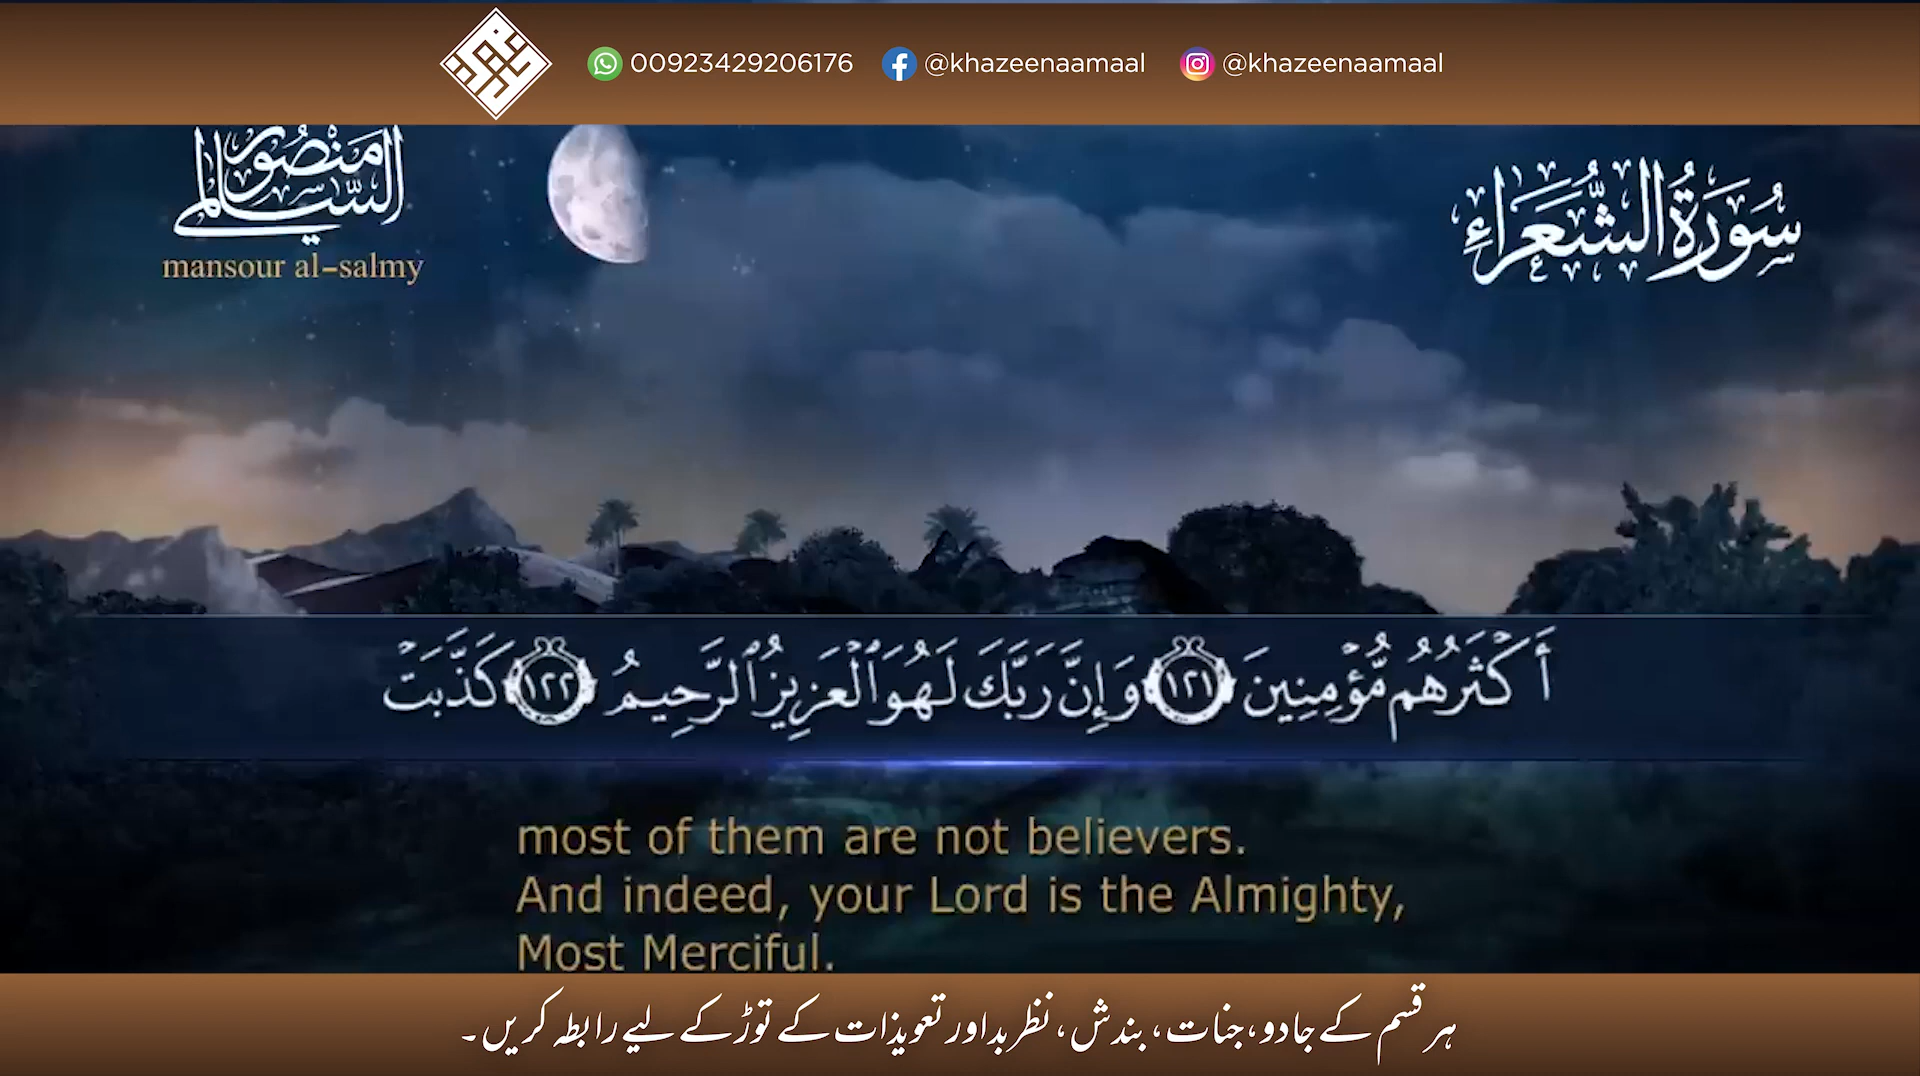 00923429206176 @khazeenaamaal @khazeenaamaal
منصور السالمي
mansour al-salmy
سُورَةُ الشُّعَرَاءِ
أَكْثَرُهُم مُّؤْمِنِينَ ١٢١ وَإِنَّ رَبَّكَ لَهُوَ ٱلْعَزِيزُ ٱلرَّحِيمُ ١٢٢ كَذَّبَتْ
most of them are not believers.
And indeed, your Lord is the Almighty,
Most Merciful.
ہر قسم کے جادو، جنات، بندش، نظر بد اور تعویذات کے توڑ کے لیے رابطہ کریں۔